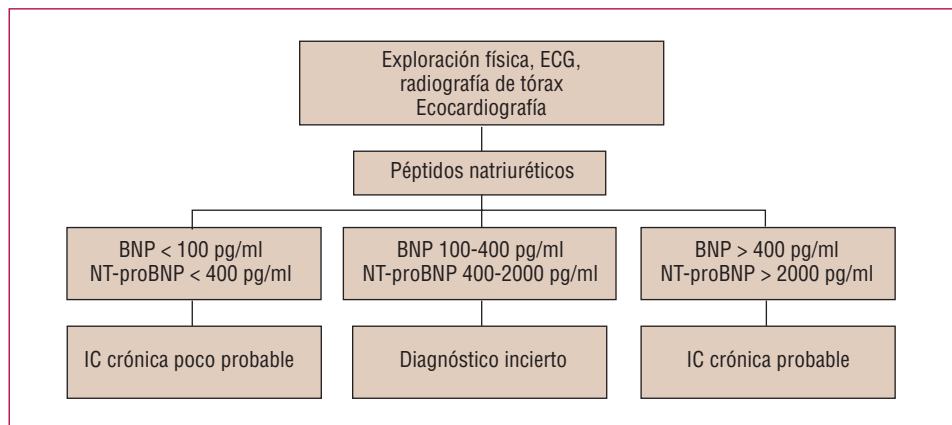 Exploración física, ECG,
radiografía de tórax
Ecocardiografía
Péptidos natriuréticos
BNP < 100 pg/ml
NT-proBNP < 400 pg/ml
BNP 100-400 pg/ml
NT-proBNP 400-2000 pg/ml
BNP > 400 pg/ml
NT-proBNP > 2000 pg/ml
IC crónica poco probable
Diagnóstico incierto
IC crónica probable